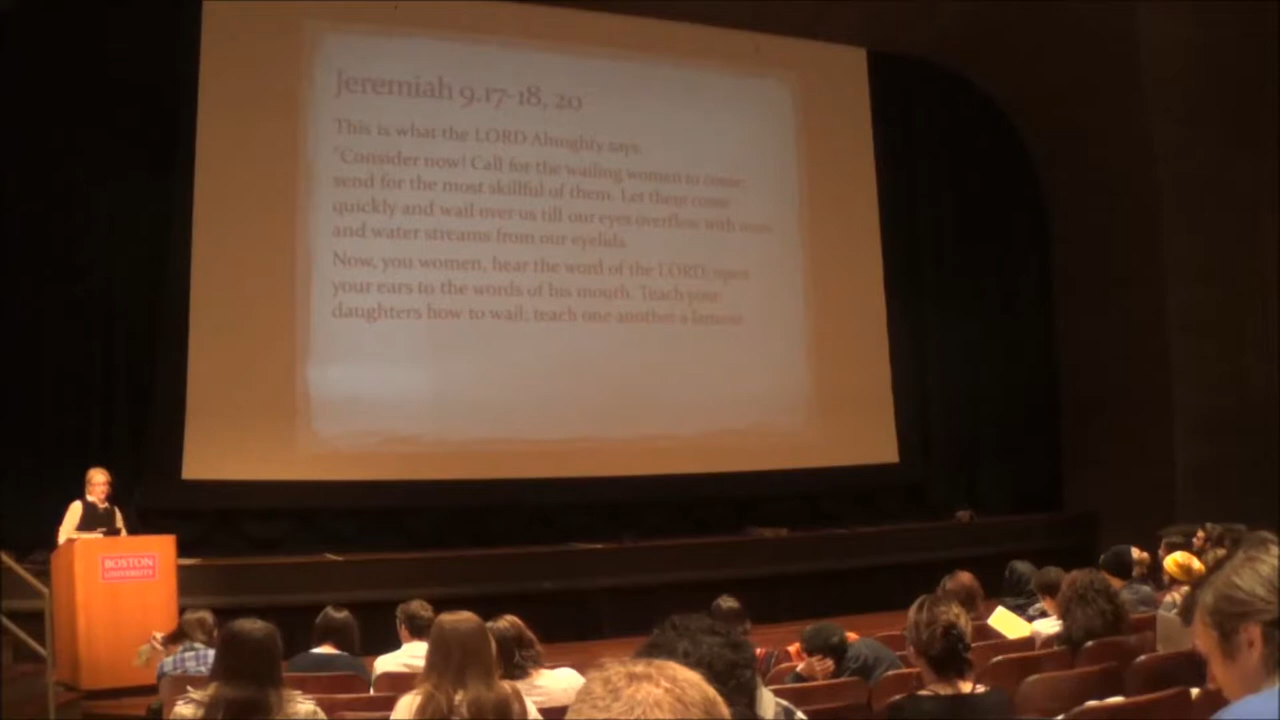 Jeremiah 9.17-18, 20
This is what the LORD Almighty says:
"Consider now! Call for the wailing women to come;
send for the most skillful of them. Let them come
quickly and wail over us till our eyes overflow with
and water streams from our eyelids.
Now, you women, hear the word of the LORD; open
your ears to the words of his mouth. Teach your
daughters how to wail; teach one another a lament.
BOSTON
UNIVERSITY